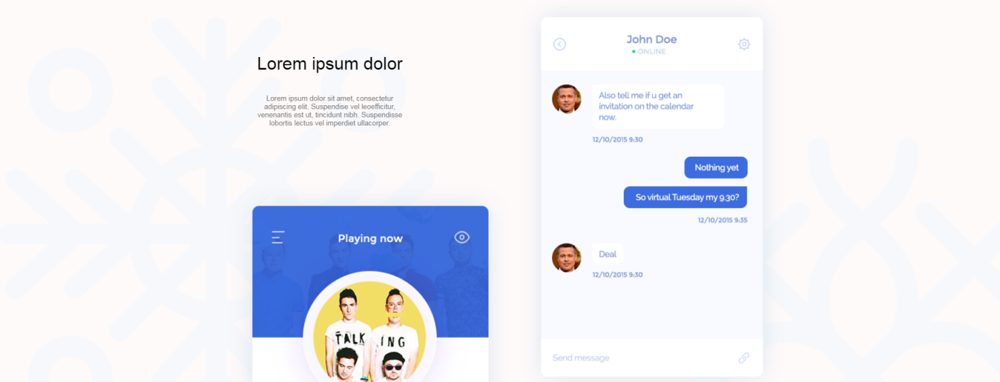 Lorem ipsum dolor
Lorem ipsum dolor sit amet, consectetur
adipiscing elit. Suspendise vel leoefficitur,
venenantis est ut, tincidunt nibh. Suspendisse
lobortis lectus vel imperdiet ullacorper.
Playing now
TALK
ING
John Doe
ONLINE
Also tell me if u get an
invitation on the calendar
now.
12/10/2015 9:30
Nothing yet
So virtual Tuesday my 9.30?
12/10/2015 9:35
Deal
12/10/2015 9:30
Send message